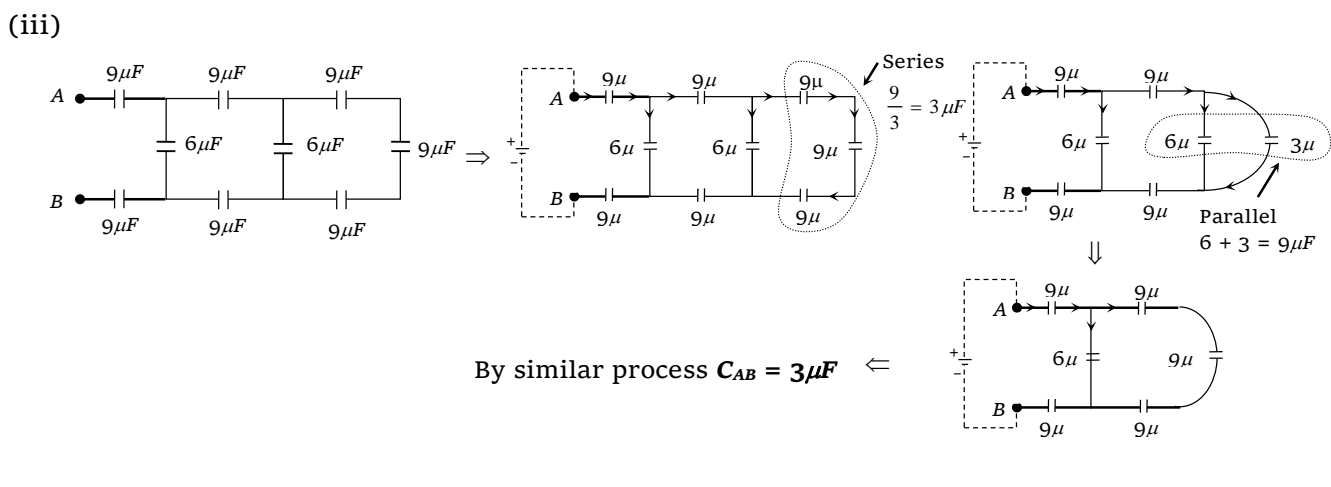 (iii)
9μF 9μF 9μF
A
6μF 6μF 9μF
B
9μF 9μF 9μF
⇒
9μ 9μ 9μ
A
+
-
6μ 6μ 9μ
B
9μ 9μ 9μ
Series
9/3 = 3μF
9μ 9μ
A
+
-
6μ 6μ 3μ
B
9μ 9μ
Parallel
6 + 3 = 9μF
⇓
9μ 9μ
A
+
-
6μ 9μ
B
9μ 9μ
By similar process CAB = 3μF ⇐